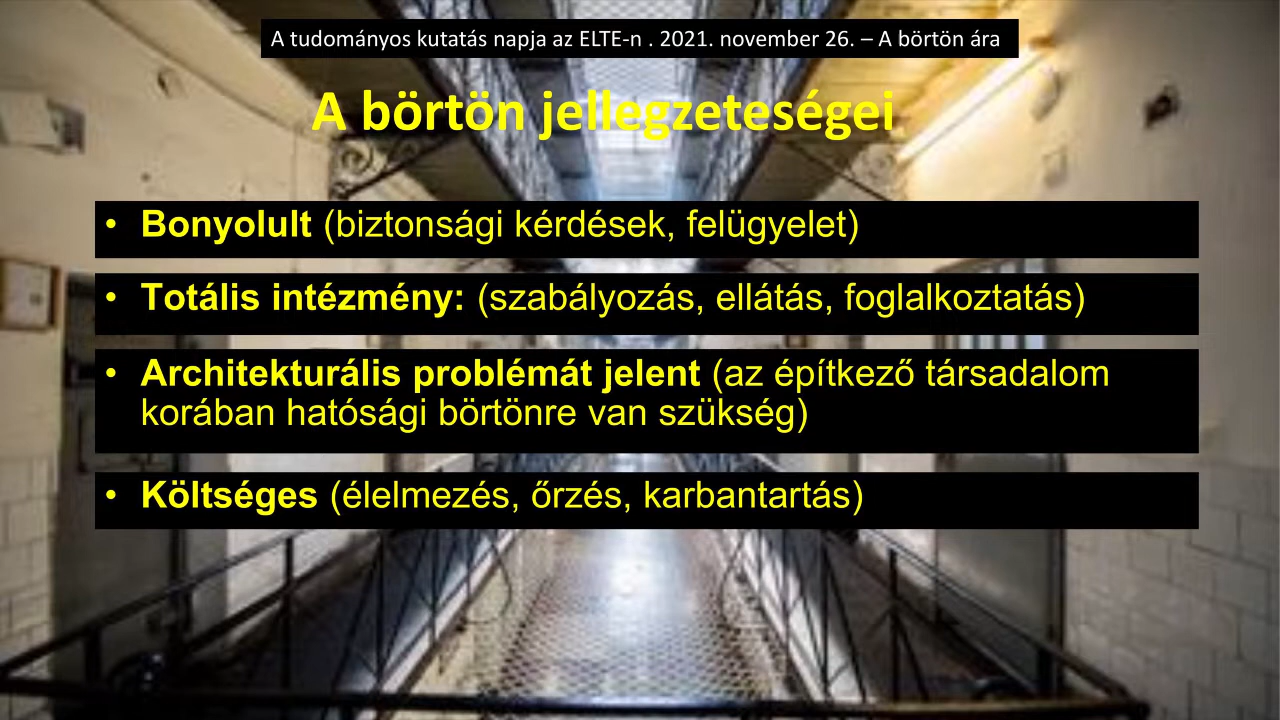 A tudományos kutatás napja az ELTE-n . 2021. november 26. – A börtön ára
A börtön jellegzeteségei
• Bonyolult (biztonsági kérdések, felügyelet)
• Totális intézmény: (szabályozás, ellátás, foglalkoztatás)
• Architekturális problémát jelent (az építkező társadalom
korában hatósági börtönre van szükség)
• Költséges (élelmezés, őrzés, karbantartás)